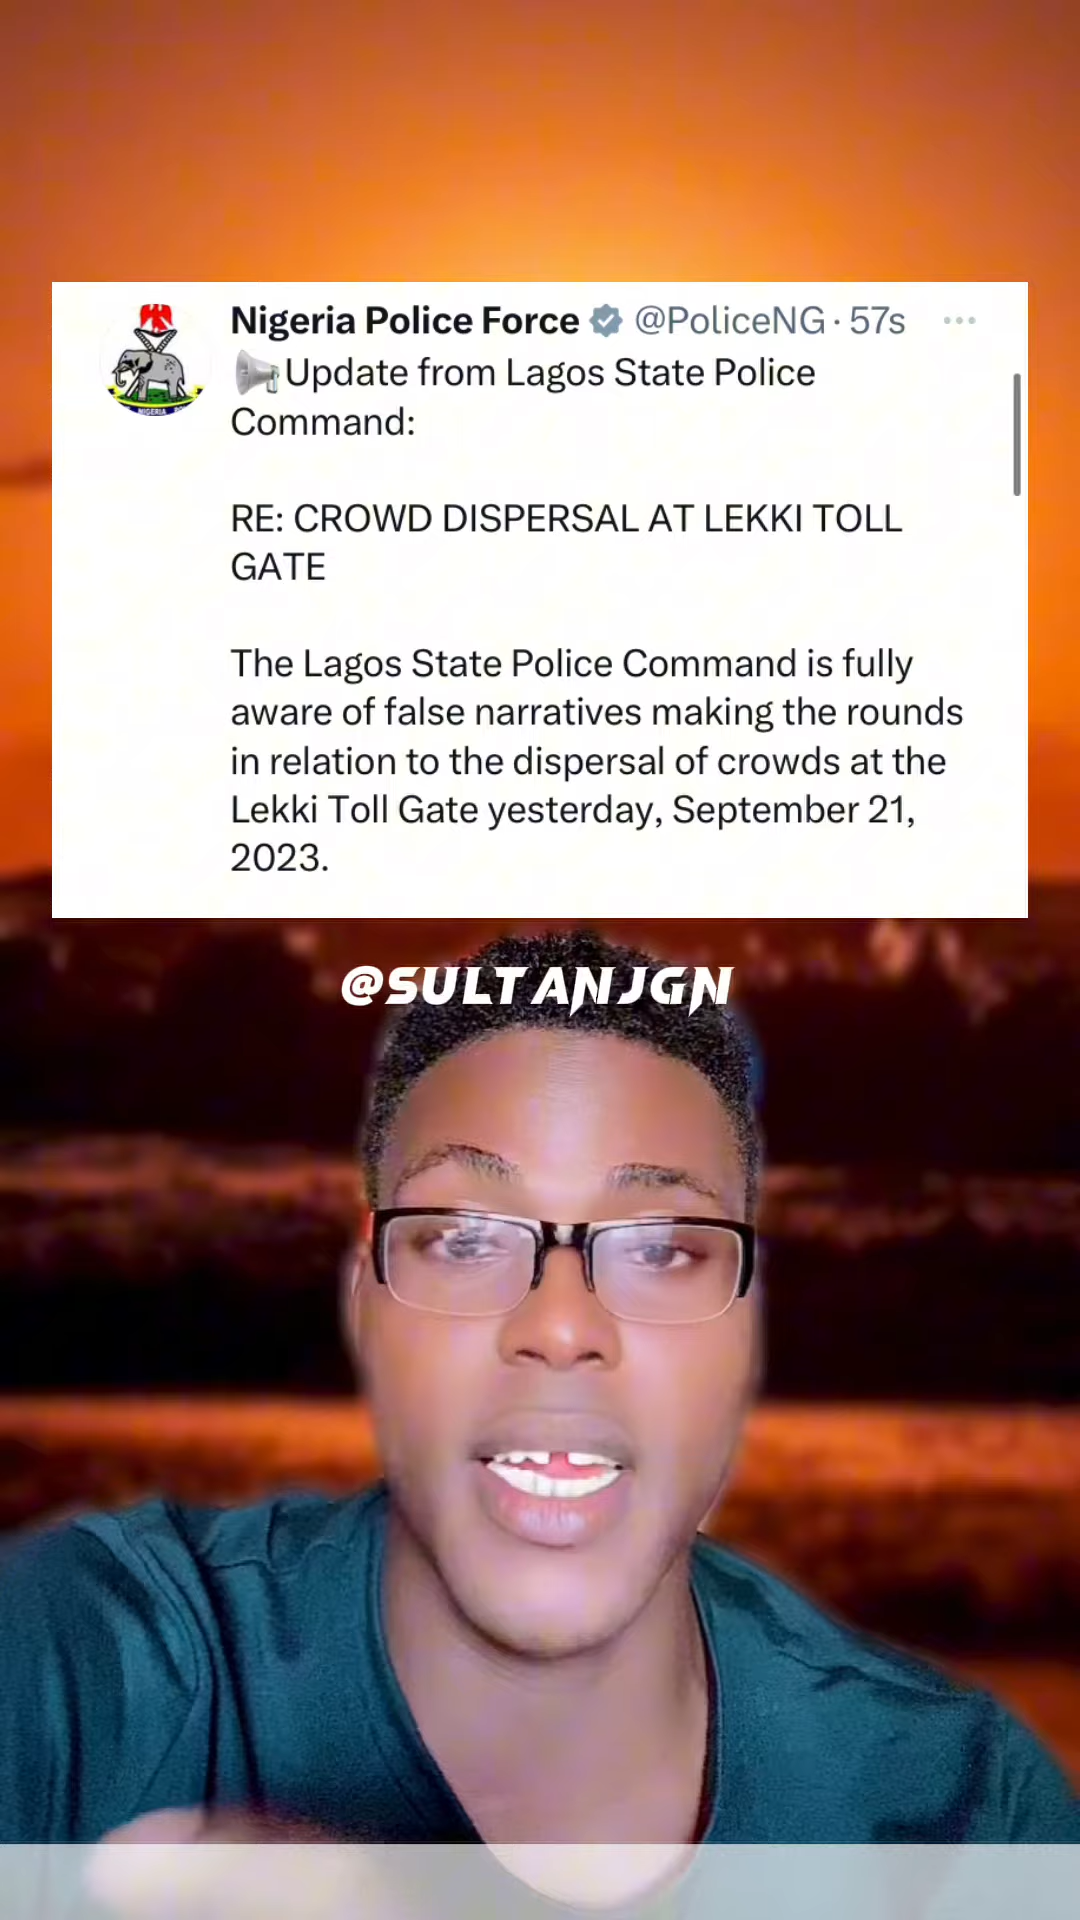 Nigeria Police Force @PoliceNG · 57s
📢Update from Lagos State Police
Command:
RE: CROWD DISPERSAL AT LEKKI TOLL
GATE
The Lagos State Police Command is fully
aware of false narratives making the rounds
in relation to the dispersal of crowds at the
Lekki Toll Gate yesterday, September 21,
2023.
@SULTANJGN